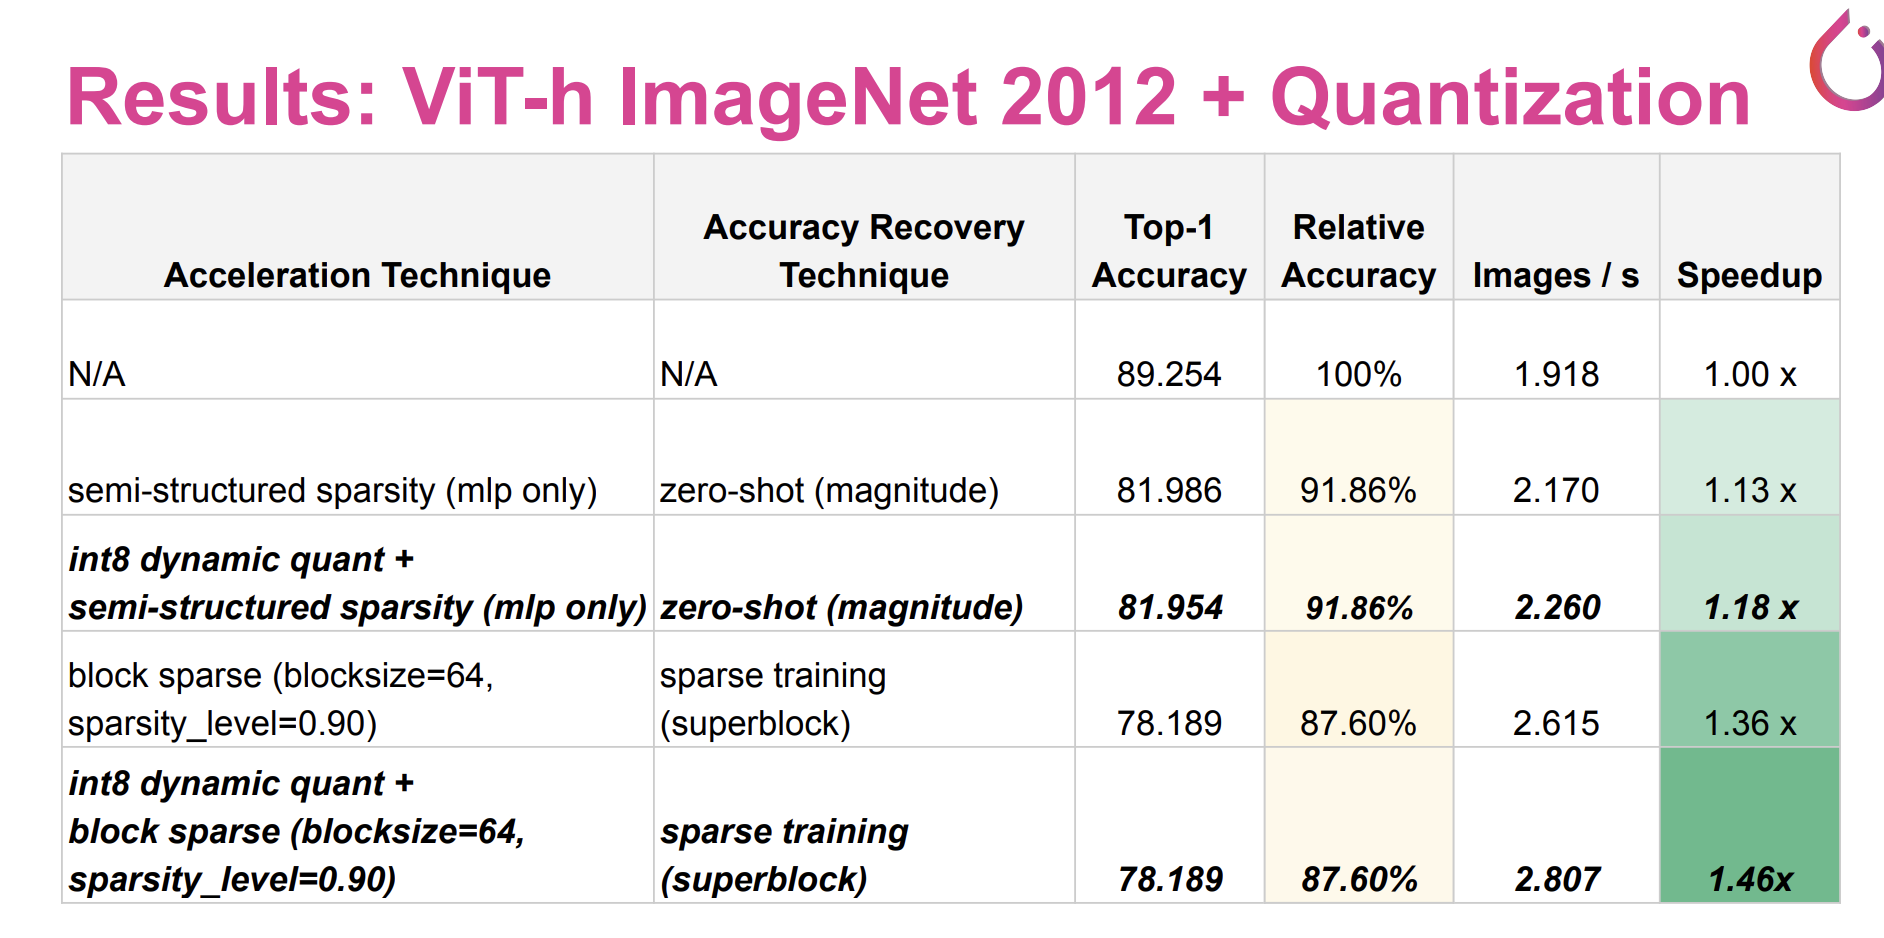 Results: ViT-h ImageNet 2012 + Quantization
Acceleration Technique
Accuracy Recovery
Technique
Top-1
Accuracy
Relative
Accuracy
Images / s
Speedup
N/A
N/A
89.254
100%
1.918
1.00 x
semi-structured sparsity (mlp only)
zero-shot (magnitude)
81.986
91.86%
2.170
1.13 x
int8 dynamic quant +
semi-structured sparsity (mlp only)
zero-shot (magnitude)
81.954
91.86%
2.260
1.18 x
block sparse (blocksize=64,
sparsity_level=0.90)
sparse training
(superblock)
78.189
87.60%
2.615
1.36 x
int8 dynamic quant +
block sparse (blocksize=64,
sparsity_level=0.90)
sparse training
(superblock)
78.189
87.60%
2.807
1.46x